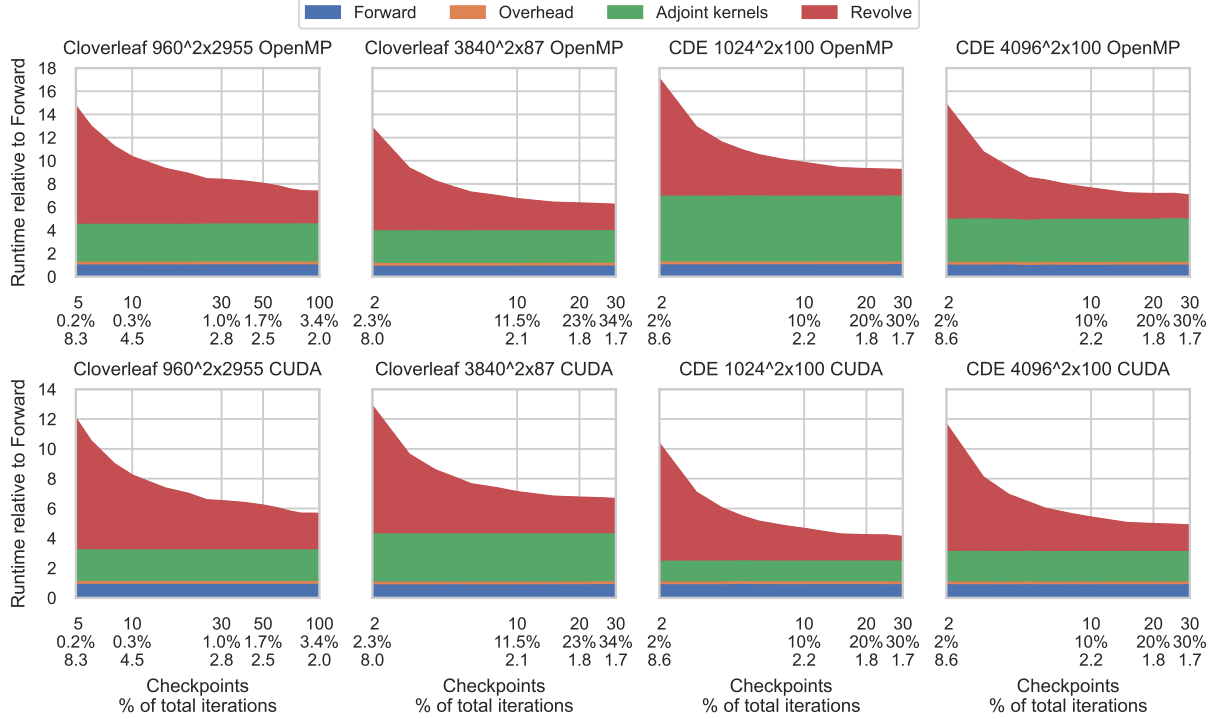 Forward Overhead Adjoint kernels Revolve
Cloverleaf 960^2x2955 OpenMP Cloverleaf 3840^2x87 OpenMP CDE 1024^2x100 OpenMP CDE 4096^2x100 OpenMP
Runtime relative to Forward
18
16
14
12
10
8
6
4
2
0
5 10 30 50 100 2 10 20 30 2 10 20 30 2 10 20 30
0.2% 0.3% 1.0% 1.7% 3.4% 2.3% 11.5% 23% 34% 2% 10% 20% 30% 2% 10% 20% 30%
8.3 4.5 2.8 2.5 2.0 8.0 2.1 1.8 1.7 8.6 2.2 1.8 1.7 8.6 2.2 1.8 1.7
Cloverleaf 960^2x2955 CUDA Cloverleaf 3840^2x87 CUDA CDE 1024^2x100 CUDA CDE 4096^2x100 CUDA
Runtime relative to Forward
14
12
10
8
6
4
2
0
5 10 30 50 100 2 10 20 30 2 10 20 30 2 10 20 30
0.2% 0.3% 1.0% 1.7% 3.4% 2.3% 11.5% 23% 34% 2% 10% 20% 30% 2% 10% 20% 30%
8.3 4.5 2.8 2.5 2.0 8.0 2.1 1.8 1.7 8.6 2.2 1.8 1.7 8.6 2.2 1.8 1.7
Checkpoints Checkpoints Checkpoints Checkpoints
% of total iterations % of total iterations % of total iterations % of total iterations